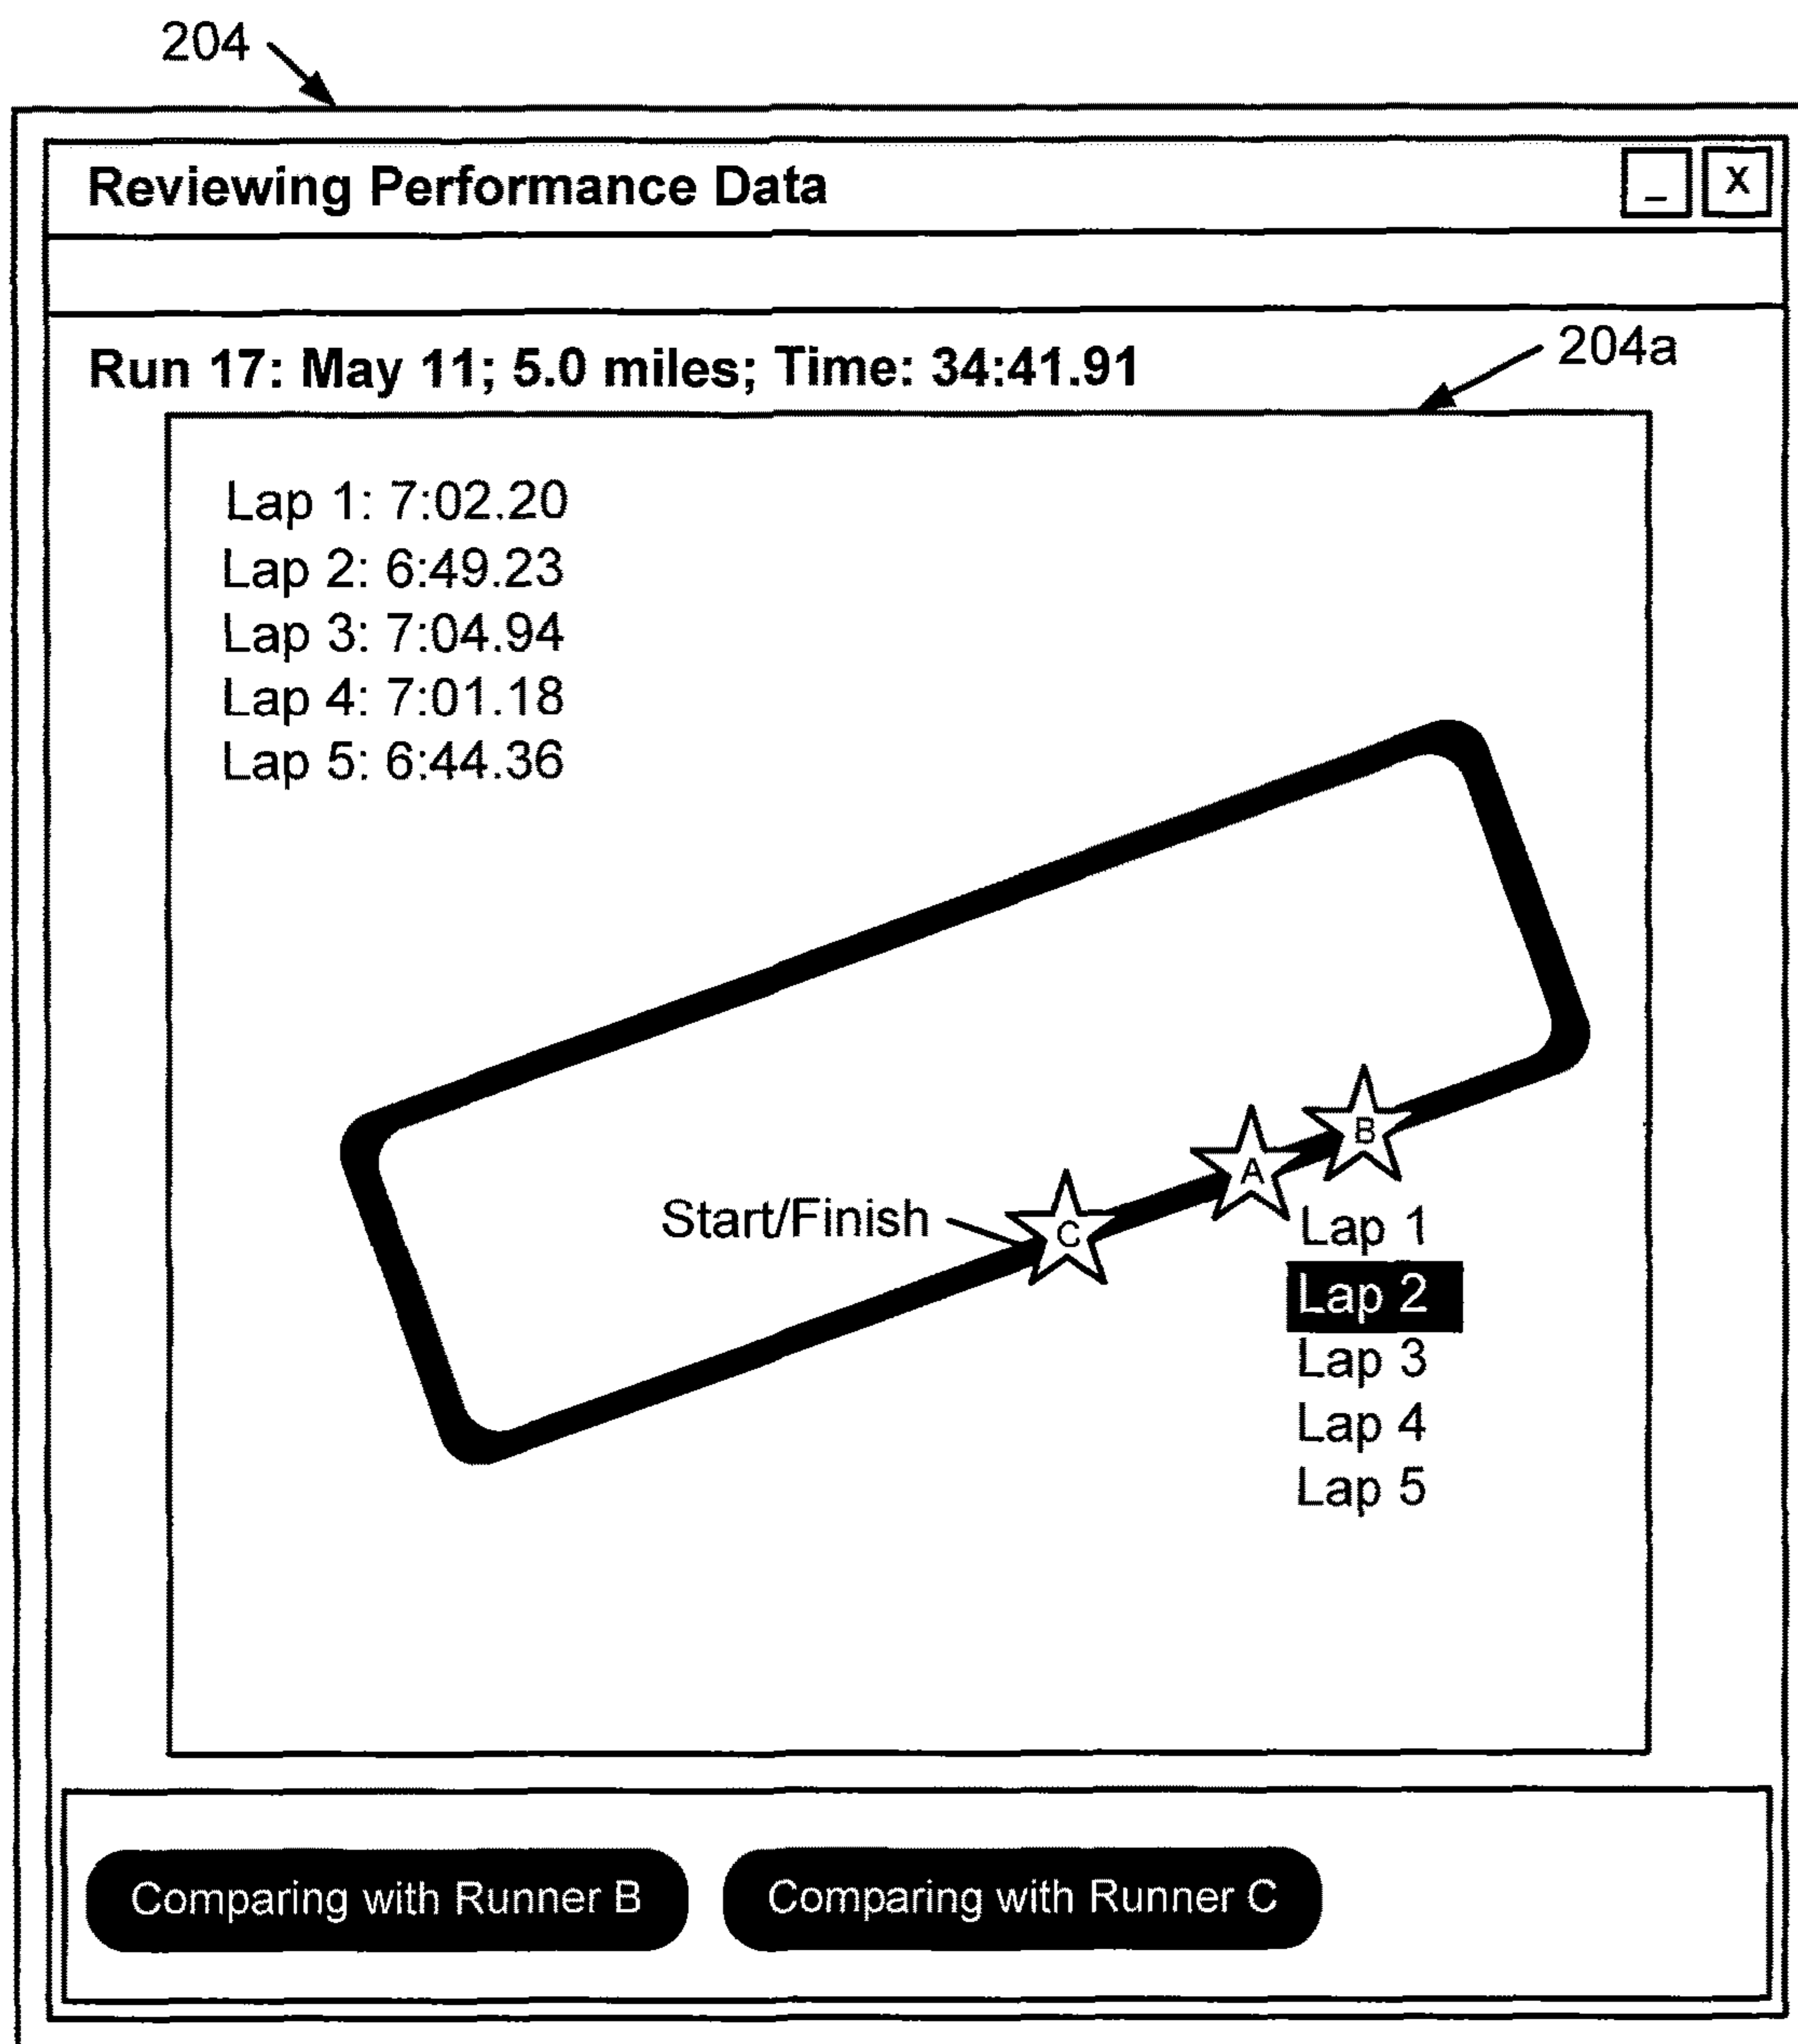 204
Reviewing Performance Data
_ X
Run 17: May 11; 5.0 miles; Time: 34:41.91
204a
Lap 1: 7:02.20
Lap 2: 6:49.23
Lap 3: 7:04.94
Lap 4: 7:01.18
Lap 5: 6:44.36
B
A
Start/Finish
C
Lap 1
Lap 2
Lap 3
Lap 4
Lap 5
Comparing with Runner B
Comparing with Runner C